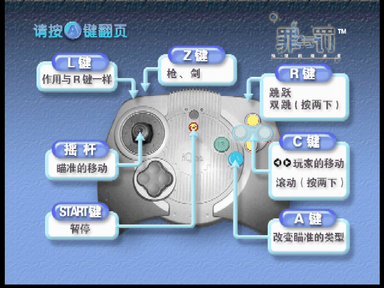 请按A键翻页
罪与罚™
L键
作用与R键一样
Z键
枪、剑
R键
跳跃
双跳(按两下)
摇杆
瞄准的移动
C键
◀▶玩家的移动
滚动(按两下)
START键
暂停
A键
改变瞄准的类型